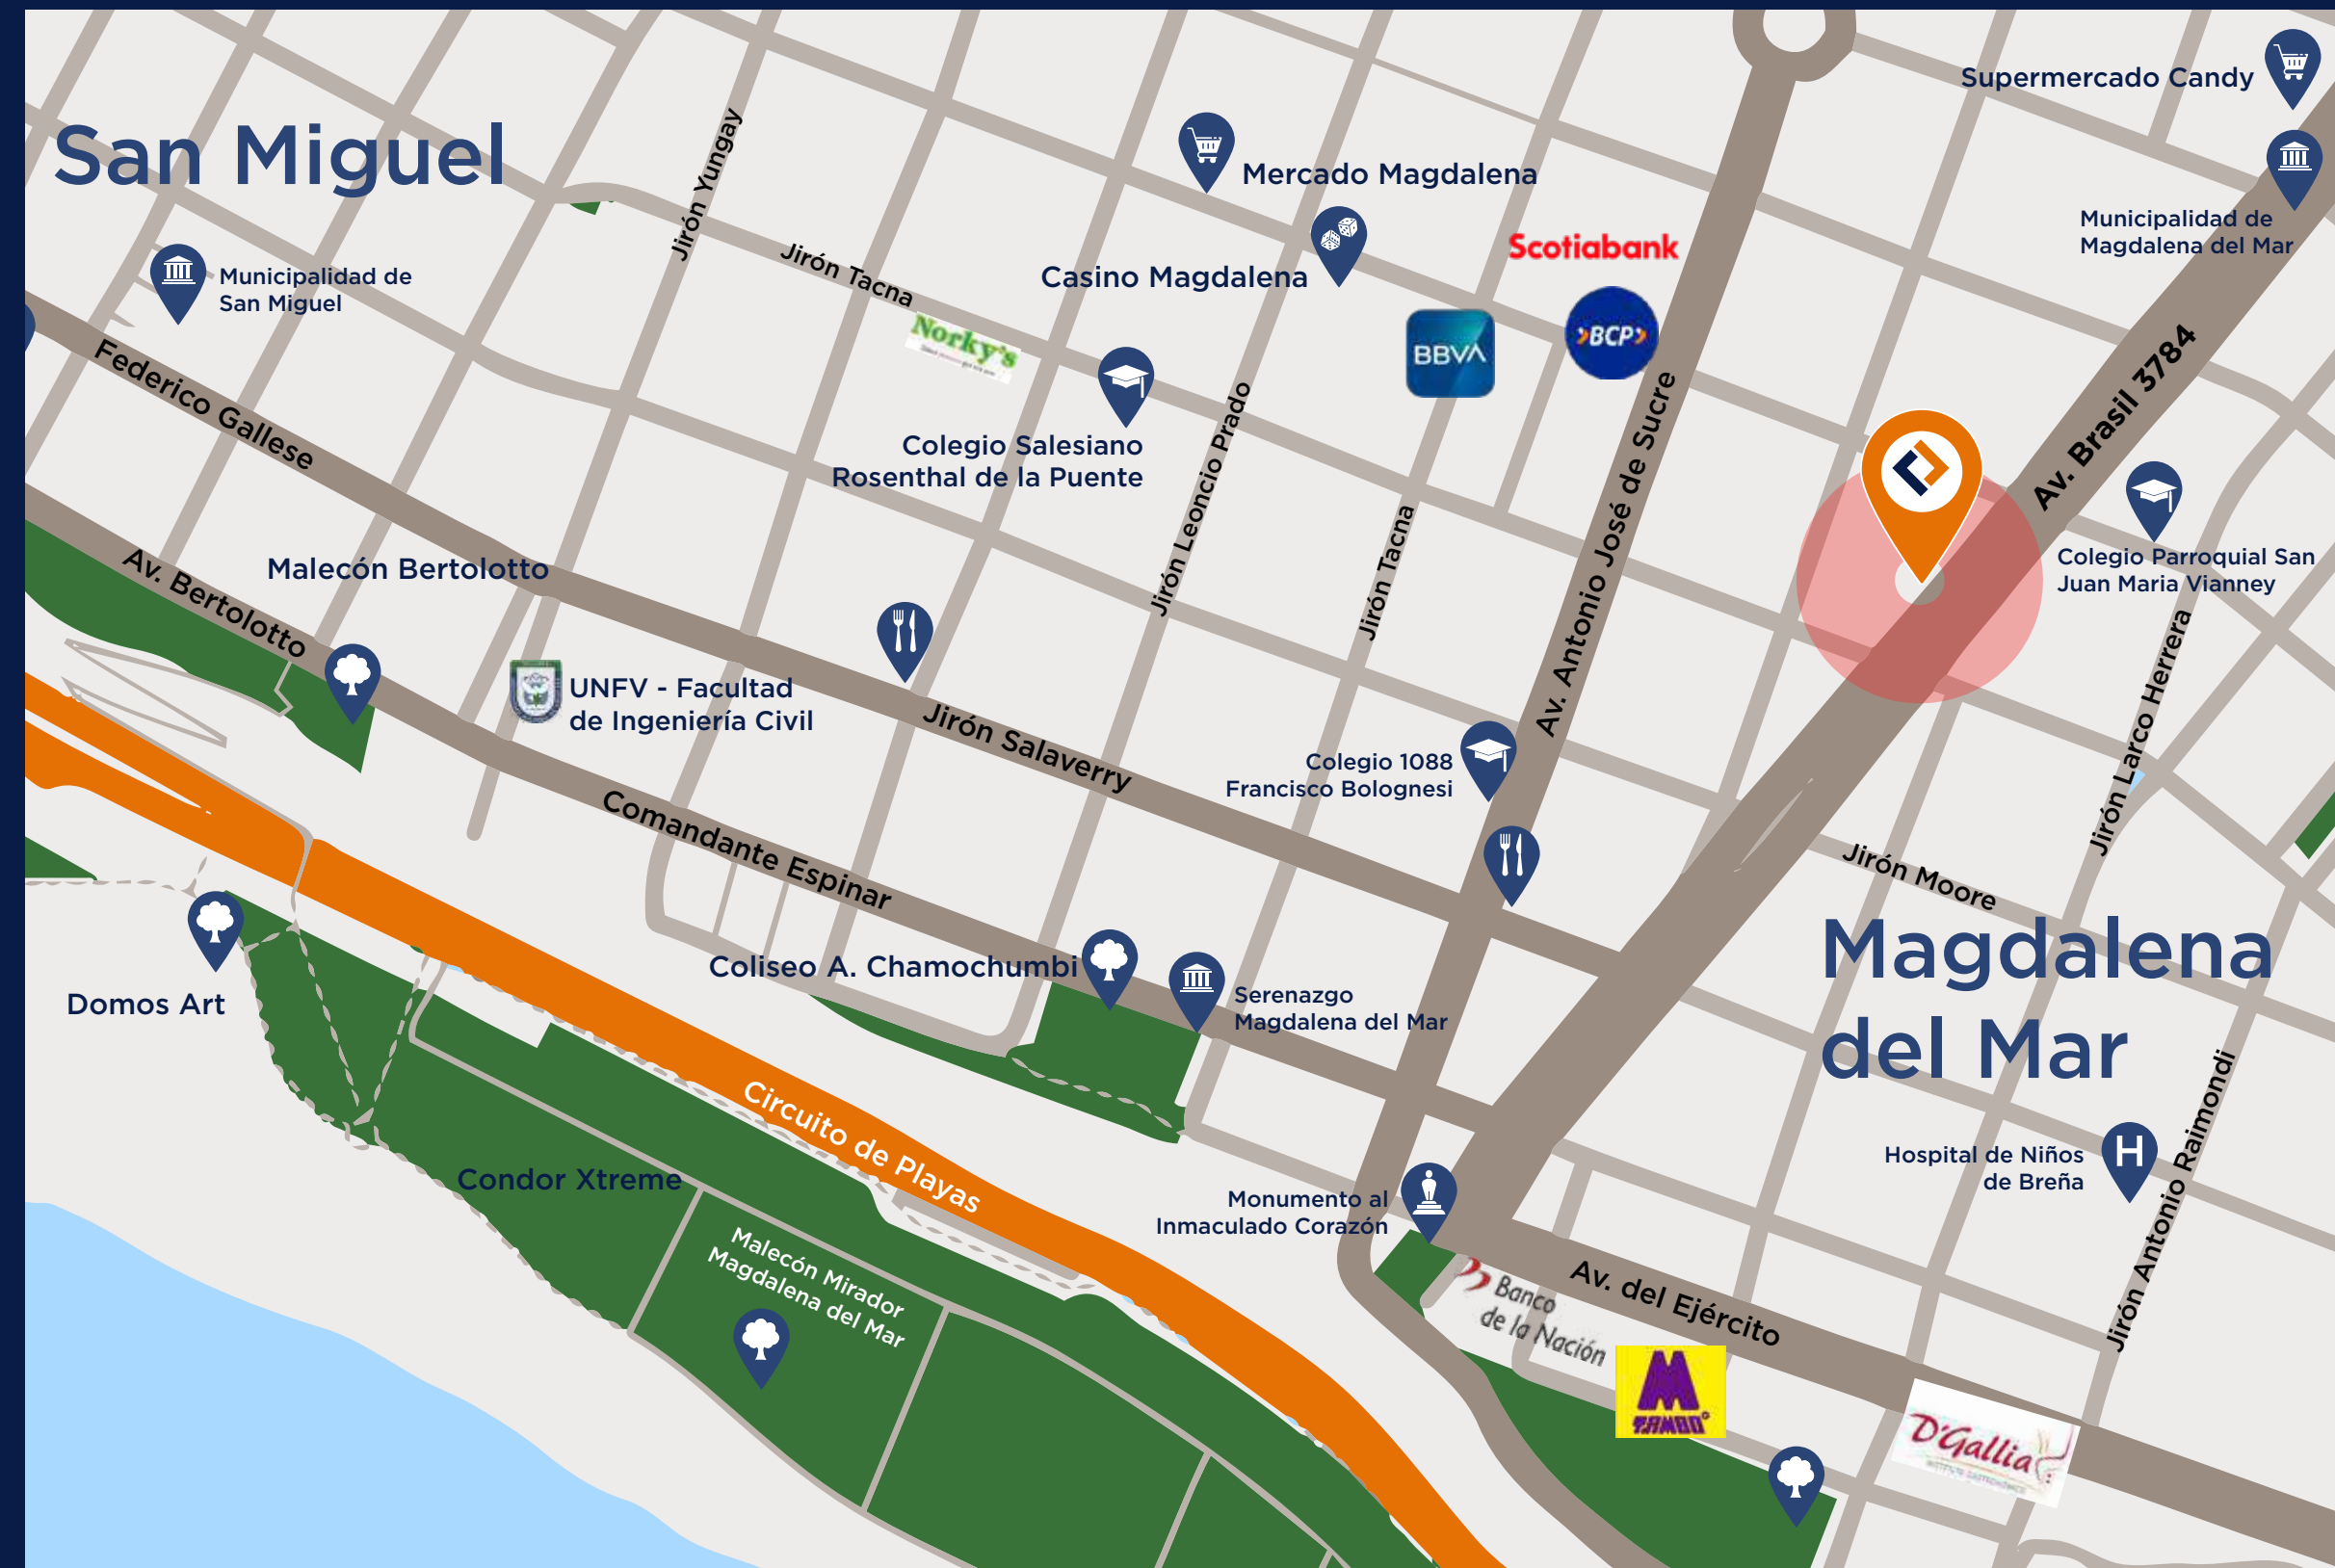 Supermercado Candy
San Miguel
Jirón Yungay
Mercado Magdalena
Municipalidad de
Magdalena del Mar
Scotiabank
Jirón Tacna
Casino Magdalena
Municipalidad de
San Miguel
Norky's
BBVA
BCP
Av. Brasil 3784
Federico Gallese
Colegio Salesiano
Rosenthal de la Puente
Jirón Leoncio Prado
Jirón Tacna
Av. Antonio José de Sucre
Colegio Parroquial San
Juan Maria Vianney
Malecón Bertolotto
Av. Bertolotto
UNFV - Facultad
de Ingeniería Civil
Jirón Salaverry
Colegio 1088
Francisco Bolognesi
Jirón Larco Herrera
Comandante Espinar
Jirón Moore
Magdalena
del Mar
Coliseo A. Chamochumbi
Serenazgo
Magdalena del Mar
Domos Art
Circuito de Playas
Condor Xtreme
Hospital de Niños
de Breña
H
Jirón Antonio Raimondi
Monumento al
Inmaculado Corazón
Malecón Mirador
Magdalena del Mar
Banco
de la Nación
Av. del Ejército
M
TAMBO
D'Gallia